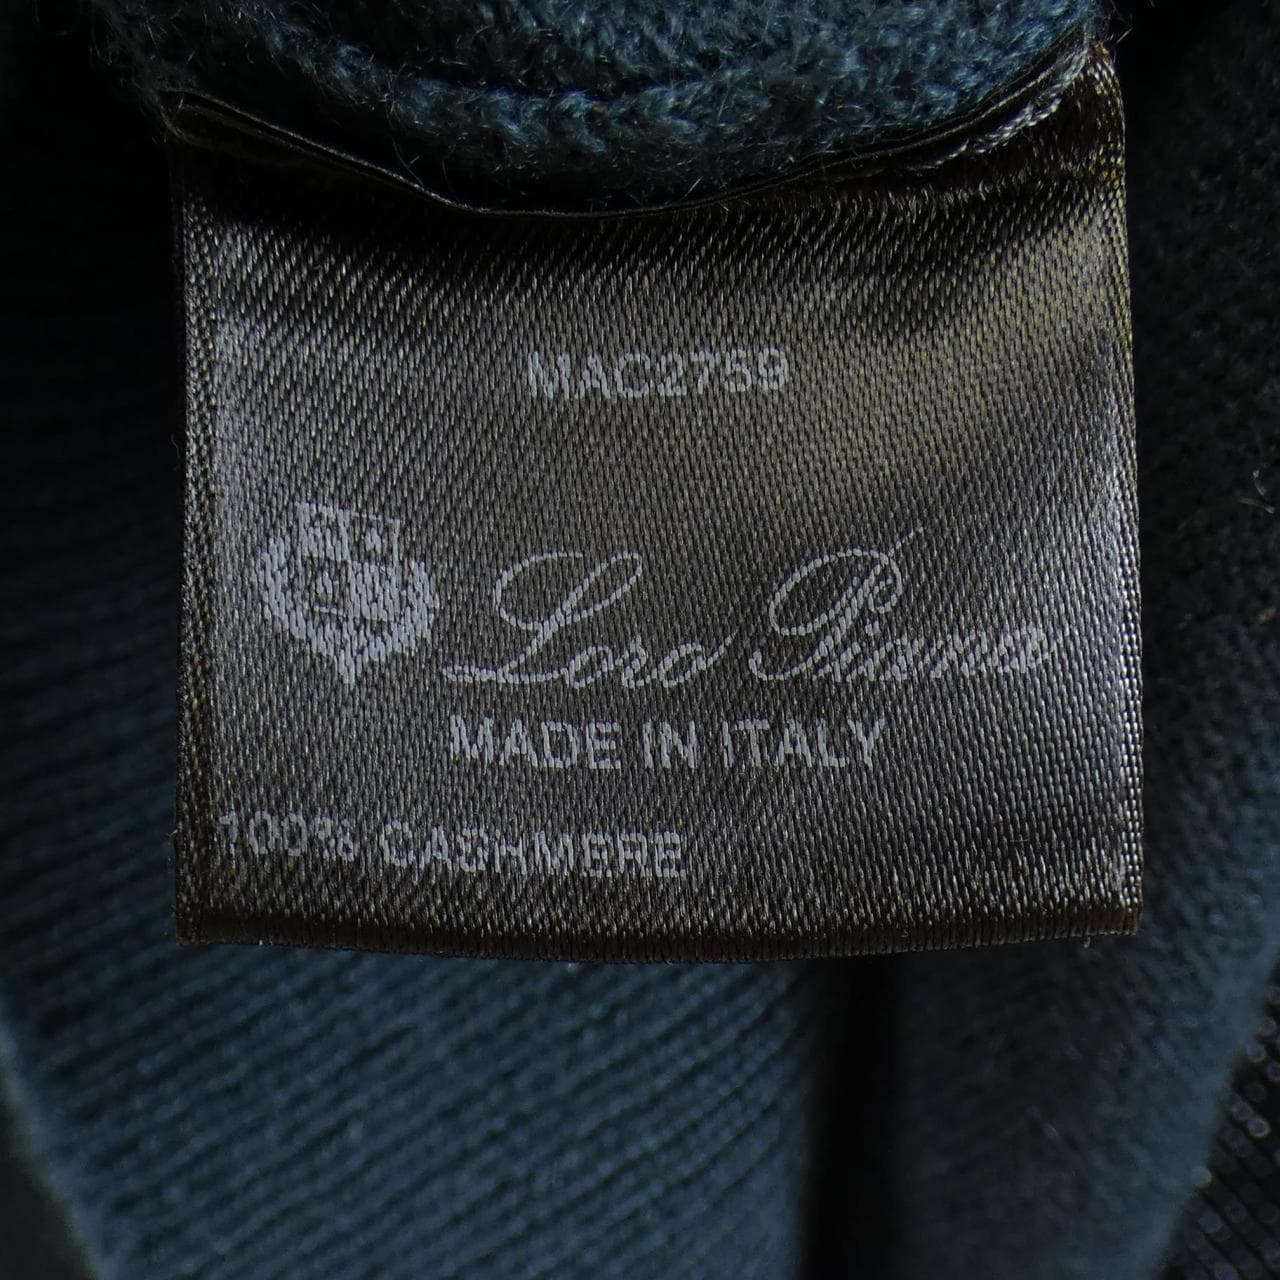 MAC2759
Loro Piana
MADE IN ITALY
100% CASHMERE